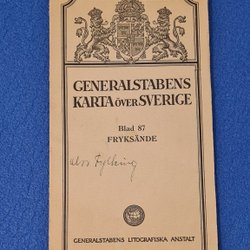 GENERALSTABENS
KARTA ÖVER SVERIGE
Blad 87
FRYKSÄNDE
GENERALSTABENS LITOGRAFISKA ANSTALT